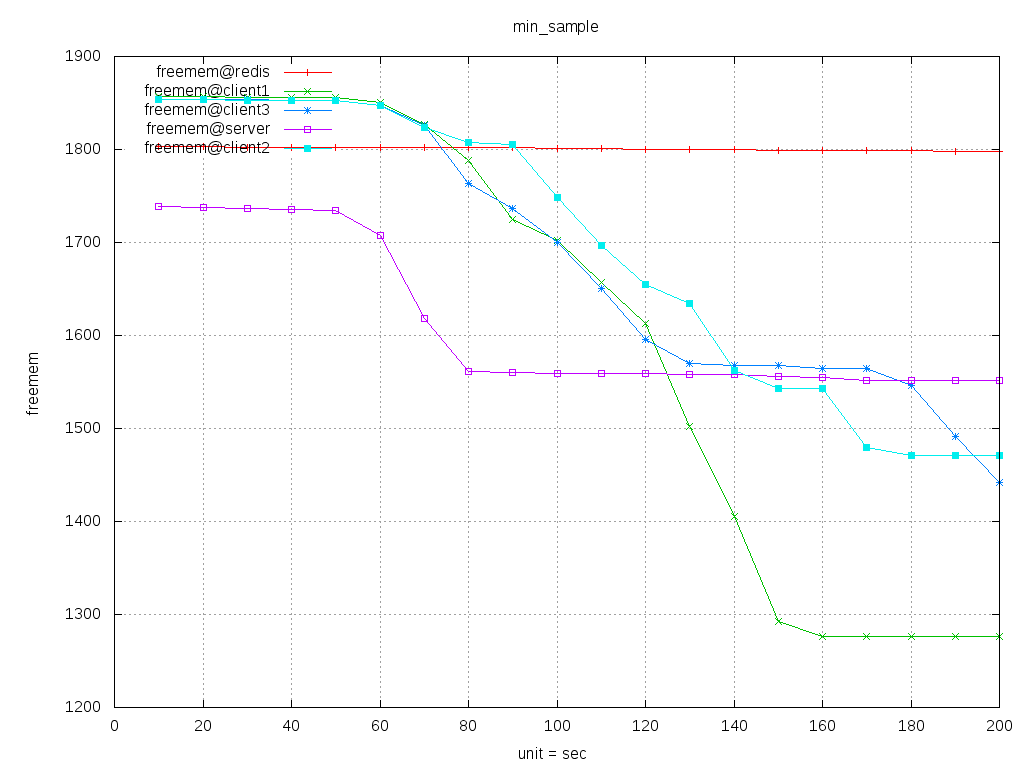 min_sample
1900
1800
1700
1600
1500
1400
1300
1200
freemem
freemem@redis
freemem@client1
freemem@client3
freemem@server
freemem@client2
0 20 40 60 80 100 120 140 160 180 200
unit = sec